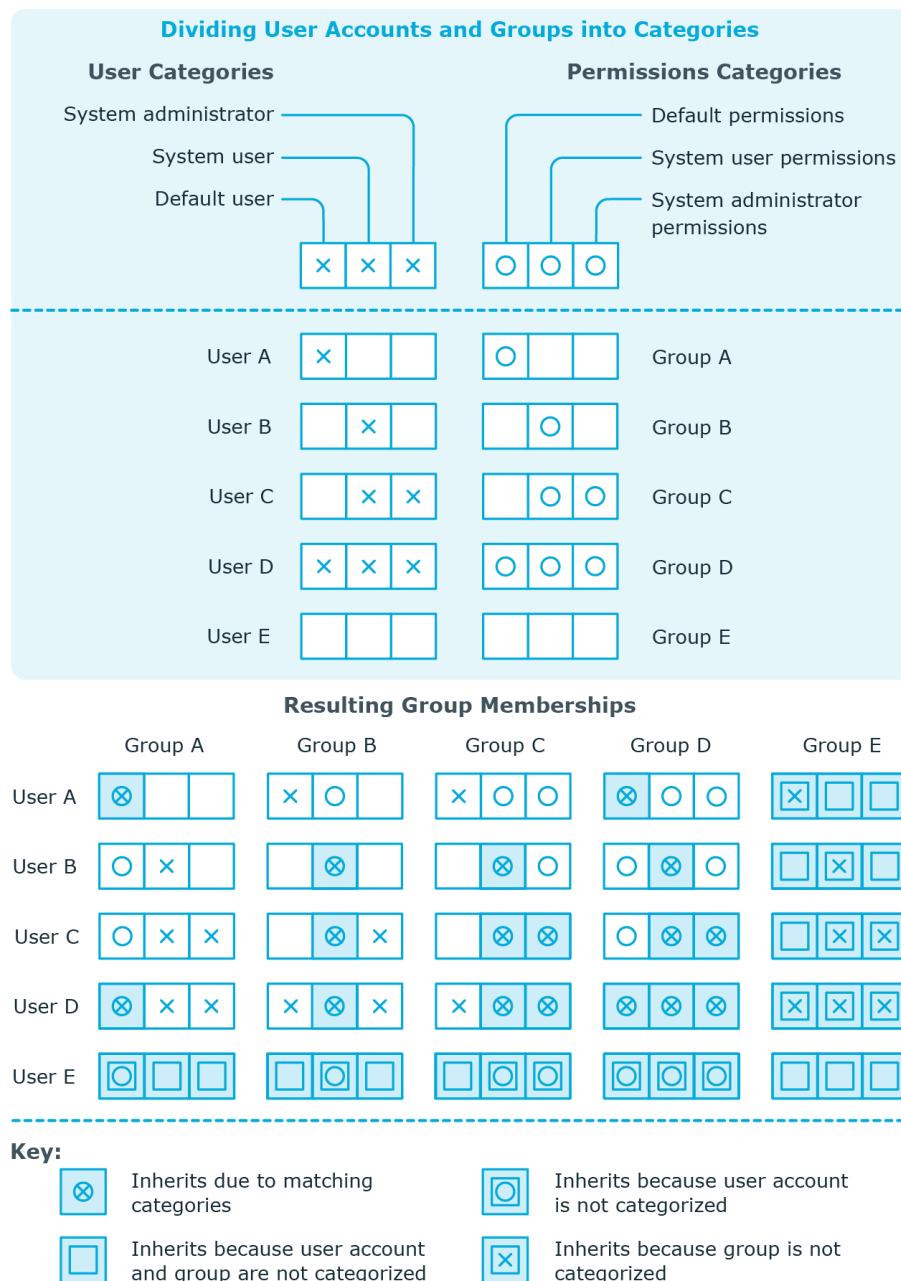 Dividing User Accounts and Groups into Categories
User Categories
Permissions Categories
System administrator
System user
Default user
Default permissions
System user permissions
System administrator
permissions
User A
Group A
User B
Group B
User C
Group C
User D
Group D
User E
Group E
Resulting Group Memberships
Group A
Group B
Group C
Group D
Group E
User A
User B
User C
User D
User E
Key:
Inherits due to matching
categories
Inherits because user account
is not categorized
Inherits because user account
and group are not categorized
Inherits because group is not
categorized